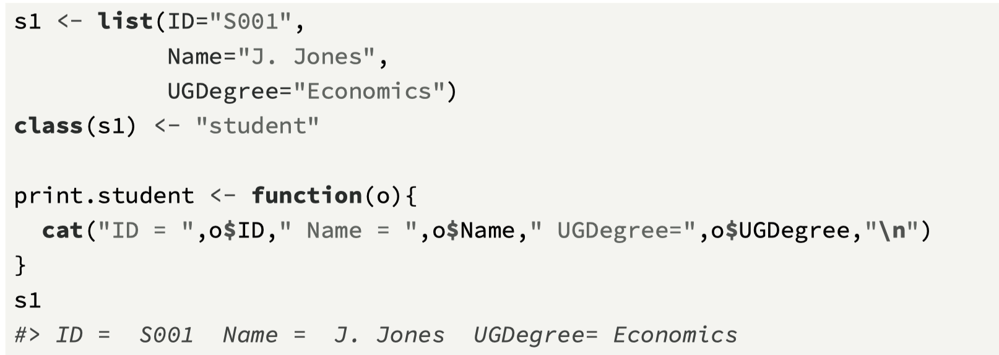 s1 <- list(ID="S001",
           Name="J. Jones",
           UGDegree="Economics")
class(s1) <- "student"

print.student <- function(o){
  cat("ID = ",o$ID," Name = ",o$Name," UGDegree=",o$UGDegree,"\n")
}
s1
#> ID =  S001  Name =  J. Jones  UGDegree= Economics